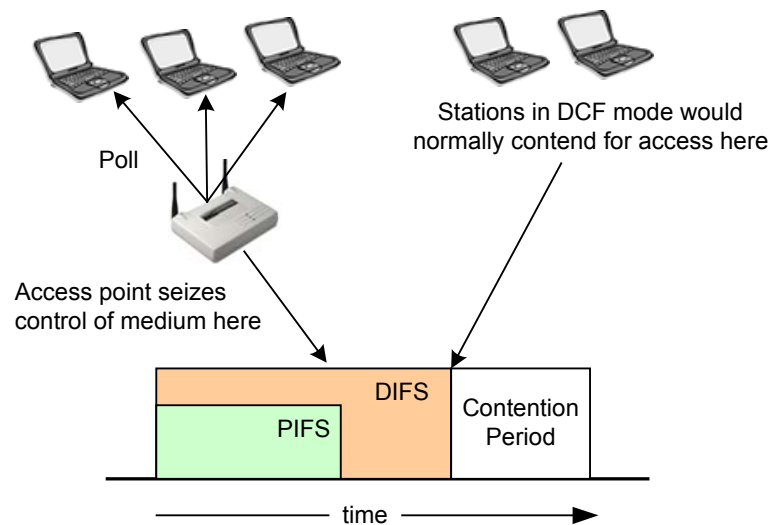 Stations in DCF mode would
normally contend for access here
Poll
Access point seizes
control of medium here
DIFS
PIFS
Contention
Period
time